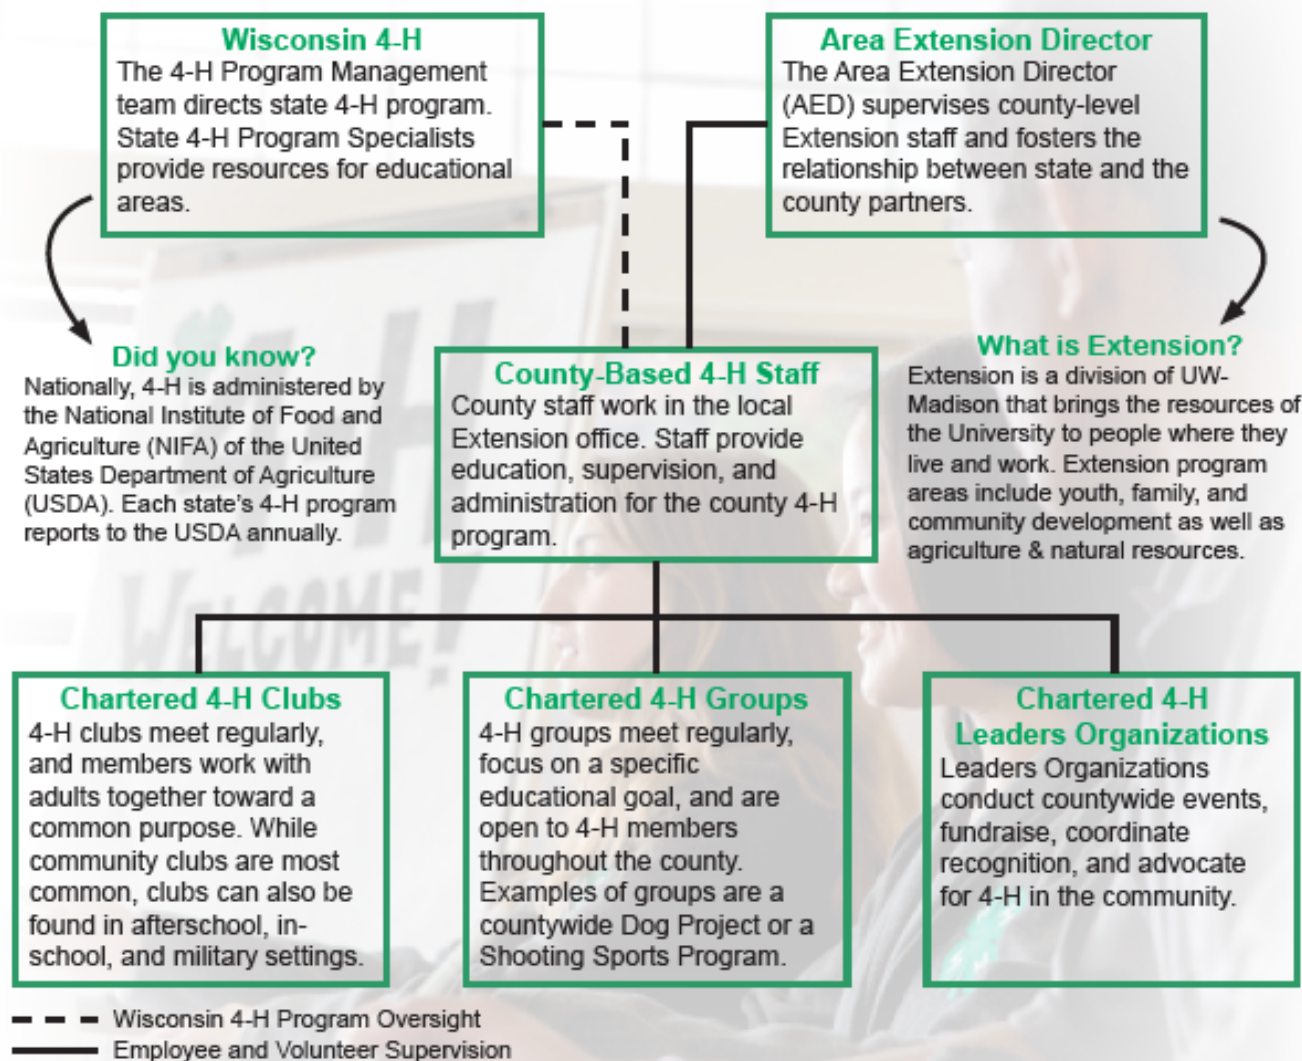 Wisconsin 4-H
The 4-H Program Management
team directs state 4-H program.
State 4-H Program Specialists
provide resources for educational
areas.
Area Extension Director
The Area Extension Director
(AED) supervises county-level
Extension staff and fosters the
relationship between state and the
county partners.
Did you know?
Nationally, 4-H is administered by
the National Institute of Food and
Agriculture (NIFA) of the United
States Department of Agriculture
(USDA). Each state's 4-H program
reports to the USDA annually.
County-Based 4-H Staff
County staff work in the local
Extension office. Staff provide
education, supervision, and
administration for the county 4-H
program.
What is Extension?
Extension is a division of UW-
Madison that brings the resources of
the University to people where they
live and work. Extension program
areas include youth, family, and
community development as well as
agriculture & natural resources.
4-H
WELCOME!
Chartered 4-H Clubs
4-H clubs meet regularly,
and members work with
adults together toward a
common purpose. While
community clubs are most
common, clubs can also be
found in afterschool, in-
school, and military settings.
Chartered 4-H Groups
4-H groups meet regularly,
focus on a specific
educational goal, and are
open to 4-H members
throughout the county.
Examples of groups are a
countywide Dog Project or a
Shooting Sports Program.
Chartered 4-H
Leaders Organizations
Leaders Organizations
conduct countywide events,
fundraise, coordinate
recognition, and advocate
for 4-H in the community.
Wisconsin 4-H Program Oversight
Employee and Volunteer Supervision